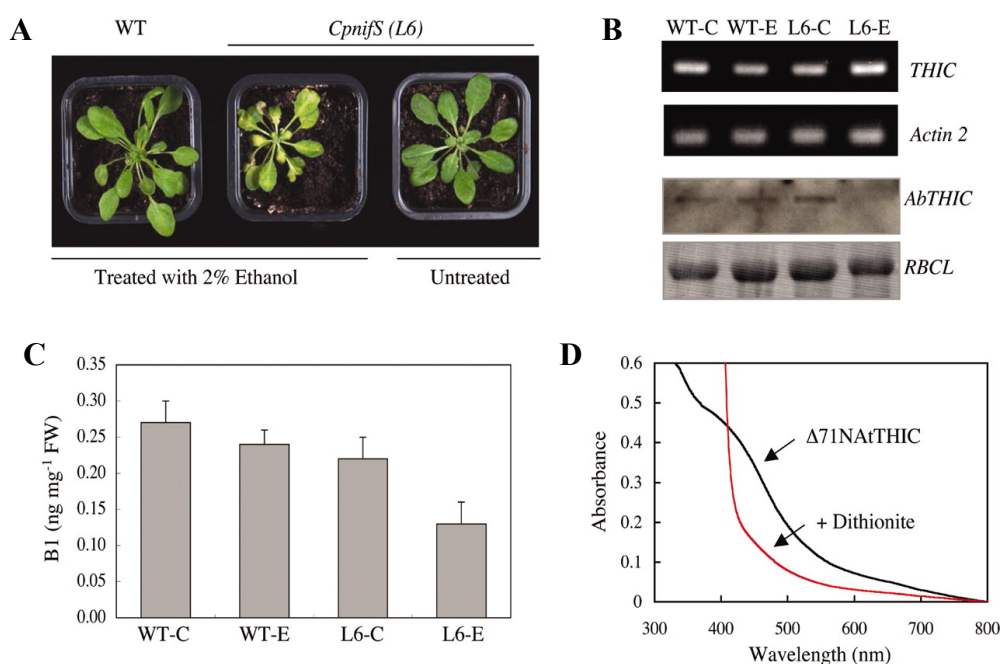 A
WT
CpnifS (L6)
Treated with 2% Ethanol
Untreated
B
WT-C WT-E L6-C L6-E
THIC
Actin 2
AbTHIC
RBCL
C
B1 (ng mg⁻¹ FW)
0.35
0.30
0.25
0.20
0.15
0.10
0.05
0.00
WT-C WT-E L6-C L6-E
D
Absorbance
0.6
0.5
0.4
0.3
0.2
0.1
0
Δ71NAtTHIC
+ Dithionite
300 400 500 600 700 800
Wavelength (nm)